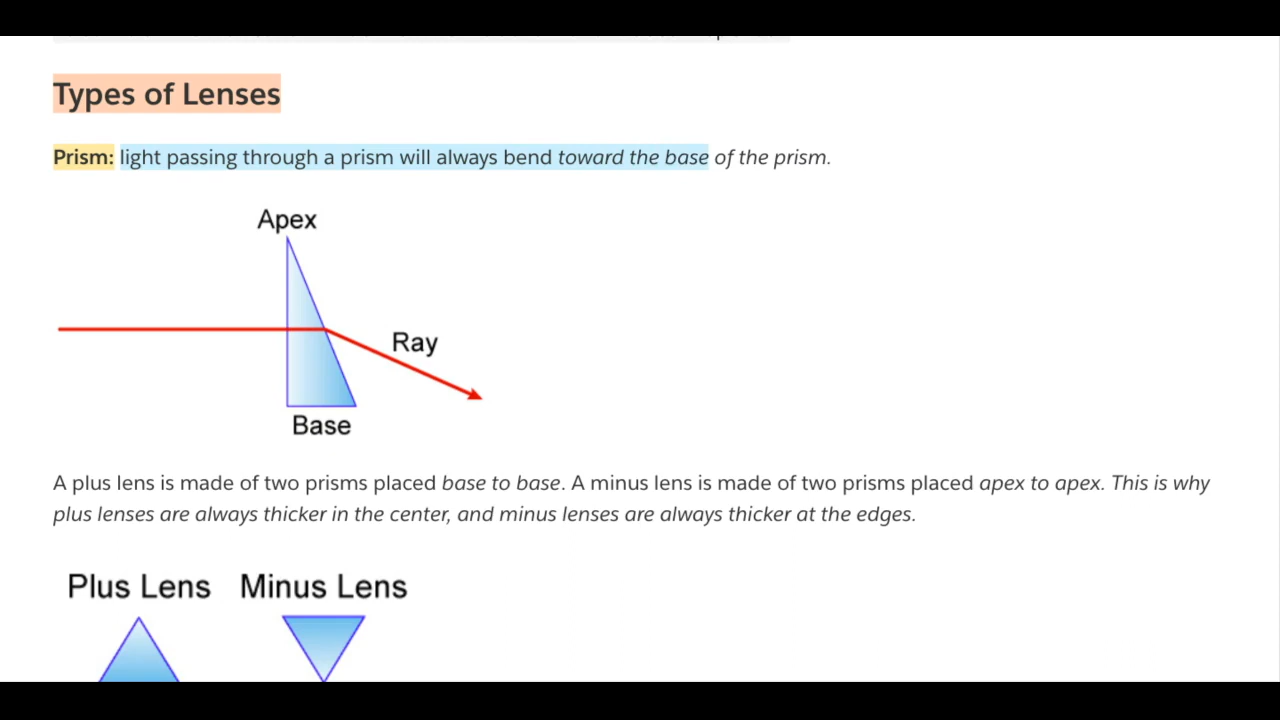 Types of Lenses
Prism: light passing through a prism will always bend toward the base of the prism.
Apex
Ray
Base
A plus lens is made of two prisms placed base to base. A minus lens is made of two prisms placed apex to apex. This is why
plus lenses are always thicker in the center, and minus lenses are always thicker at the edges.
Plus Lens Minus Lens